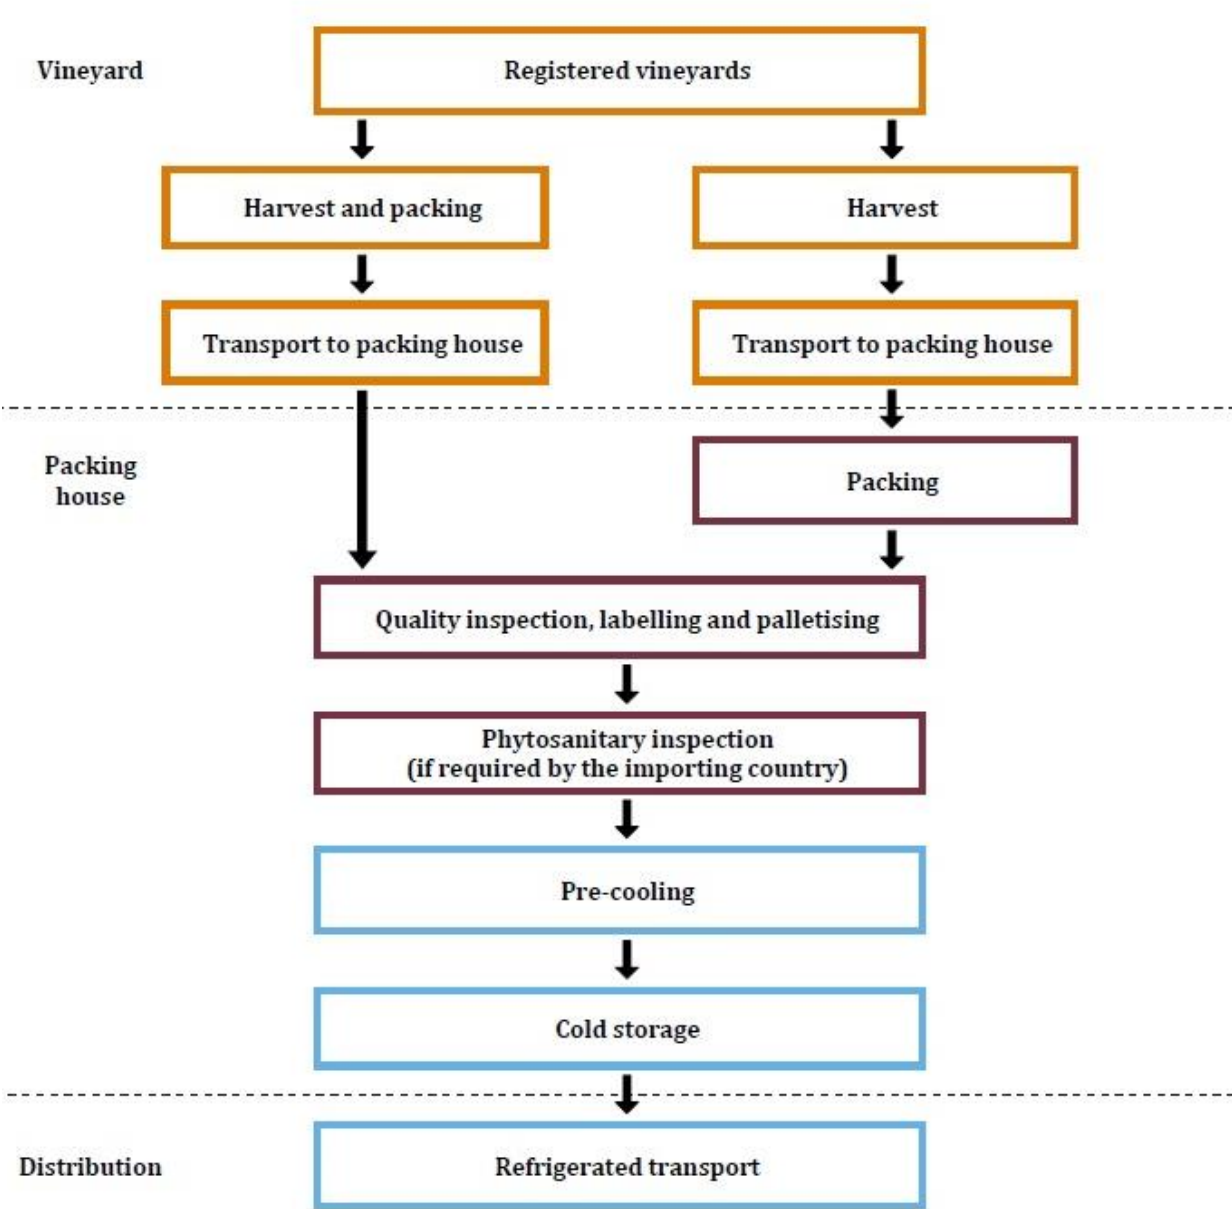 Vineyard
Registered vineyards
Harvest and packing
Harvest
Transport to packing house
Transport to packing house
Packing
house
Packing
Quality inspection, labelling and palletising
Phytosanitary inspection
(if required by the importing country)
Pre-cooling
Cold storage
Distribution
Refrigerated transport